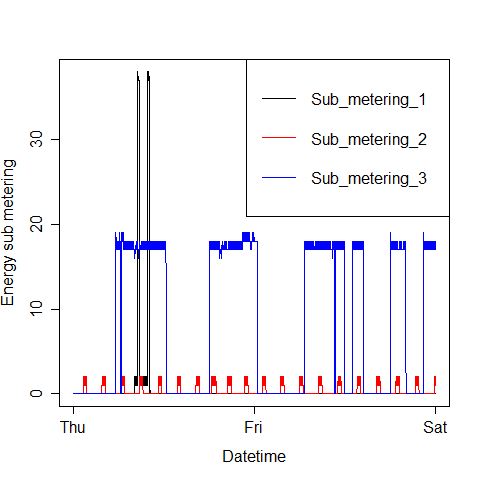 Sub_metering_1
Sub_metering_2
Sub_metering_3
Energy sub metering
30
20
10
0
Thu
Fri
Sat
Datetime